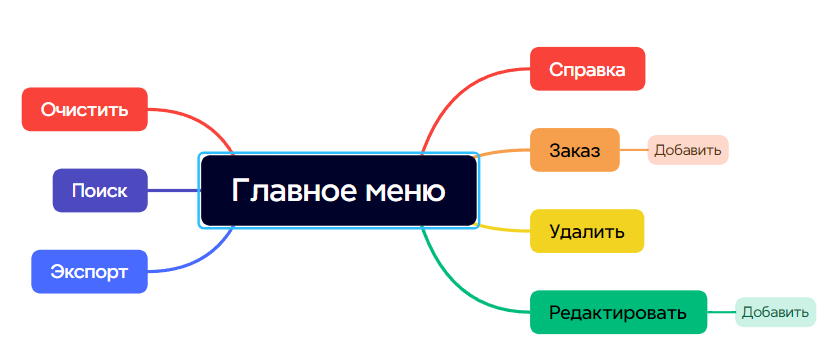 Справка
Очистить
Заказ
Добавить
Поиск
Главное меню
Удалить
Экспорт
Редактировать
Добавить